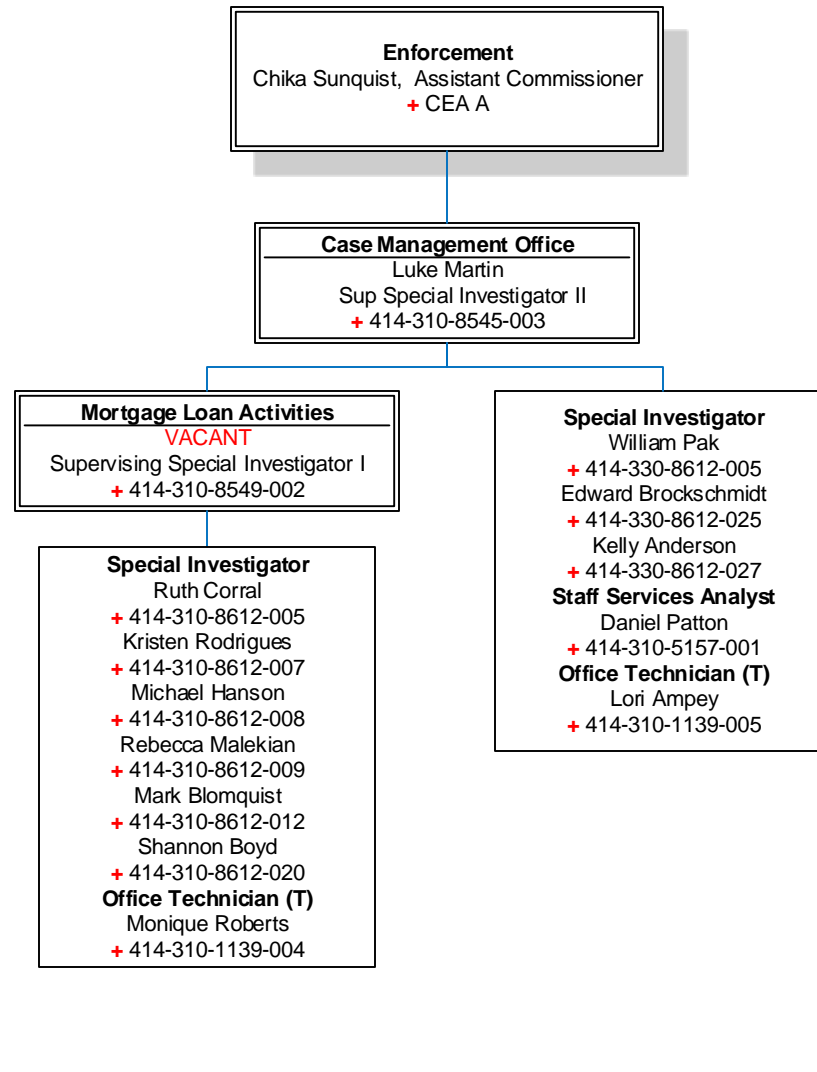 Enforcement
Chika Sunquist, Assistant Commissioner
+ CEA A
Case Management Office
Luke Martin
Sup Special Investigator II
+ 414-310-8545-003
Mortgage Loan Activities
VACANT
Supervising Special Investigator I
+ 414-310-8549-002
Special Investigator
Ruth Corral
+ 414-310-8612-005
Kristen Rodrigues
+ 414-310-8612-007
Michael Hanson
+ 414-310-8612-008
Rebecca Malekian
+ 414-310-8612-009
Mark Blomquist
+ 414-310-8612-012
Shannon Boyd
+ 414-310-8612-020
Office Technician (T)
Monique Roberts
+ 414-310-1139-004
Special Investigator
William Pak
+ 414-330-8612-005
Edward Brockschmidt
+ 414-330-8612-025
Kelly Anderson
+ 414-330-8612-027
Staff Services Analyst
Daniel Patton
+ 414-310-5157-001
Office Technician (T)
Lori Ampey
+ 414-310-1139-005